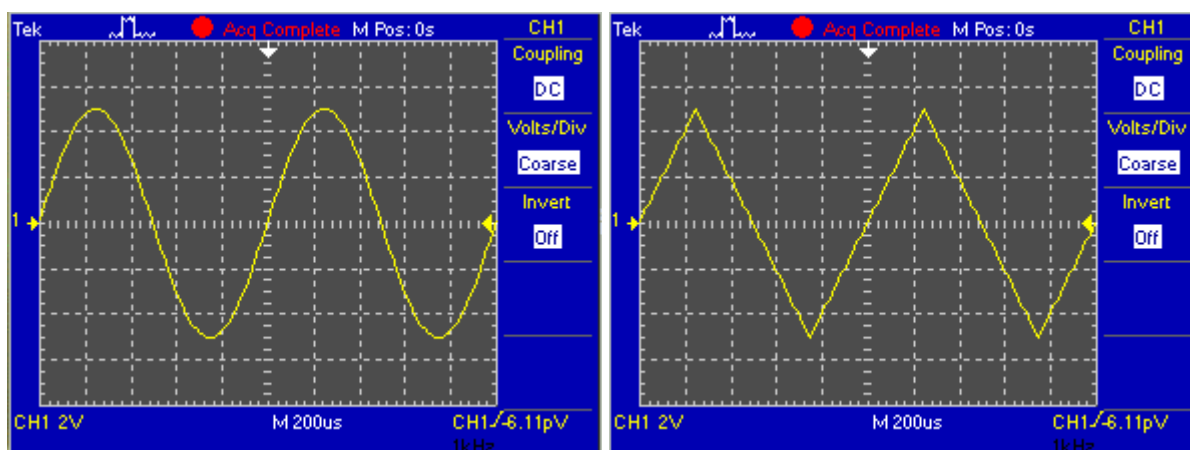 Tek Acq Complete M Pos: 0s CH1
Coupling
DC
Volts/Div
Coarse
Invert
1 Off
CH1 2V M 200us CH1 -6.11pV
1kHz
Tek Acq Complete M Pos: 0s CH1
Coupling
DC
Volts/Div
Coarse
Invert
1 Off
CH1 2V M 200us CH1 -6.11pV
1kHz